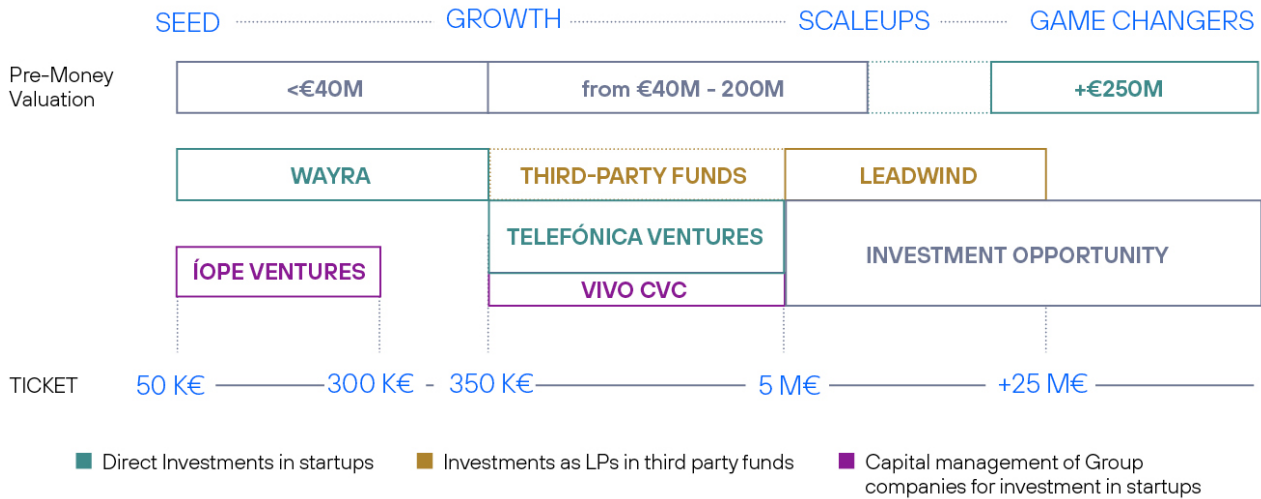 SEED GROWTH SCALEUPS GAME CHANGERS
Pre-Money
Valuation
<€40M from €40M - 200M +€250M
WAYRA THIRD-PARTY FUNDS LEADWIND
TELEFÓNICA VENTURES
ÍOPE VENTURES
INVESTMENT OPPORTUNITY
VIVO CVC
TICKET 50 K€ 300 K€ 350 K€ 5 M€ +25 M€
Direct Investments in startups
Investments as LPs in third party funds
Capital management of Group
companies for investment in startups